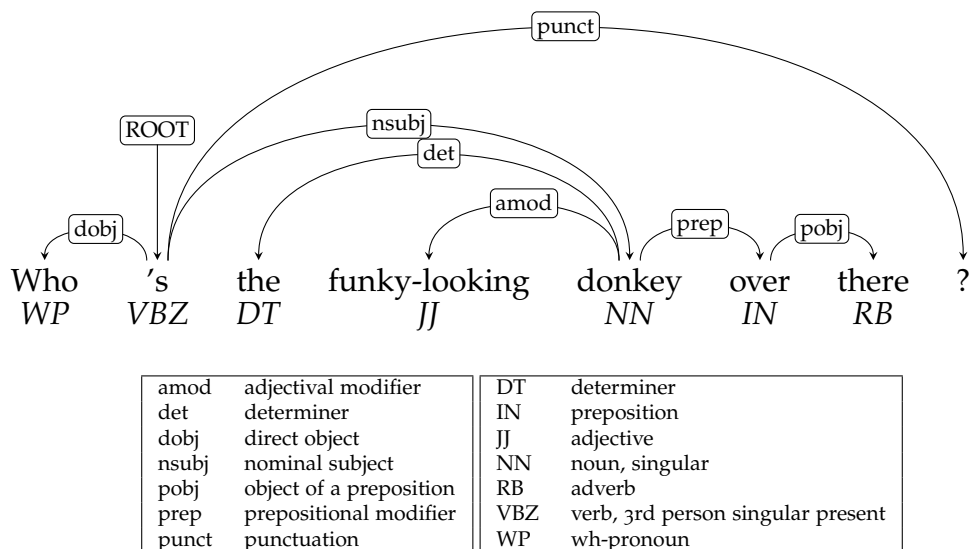 punct
ROOT
nsubj
det
amod
dobj
prep
pobj
Who 's the funky-looking donkey over there ?
WP VBZ DT JJ NN IN RB
amod adjectival modifier DT determiner
det determiner IN preposition
dobj direct object JJ adjective
nsubj nominal subject NN noun, singular
pobj object of a preposition RB adverb
prep prepositional modifier VBZ verb, 3rd person singular present
punct punctuation WP wh-pronoun